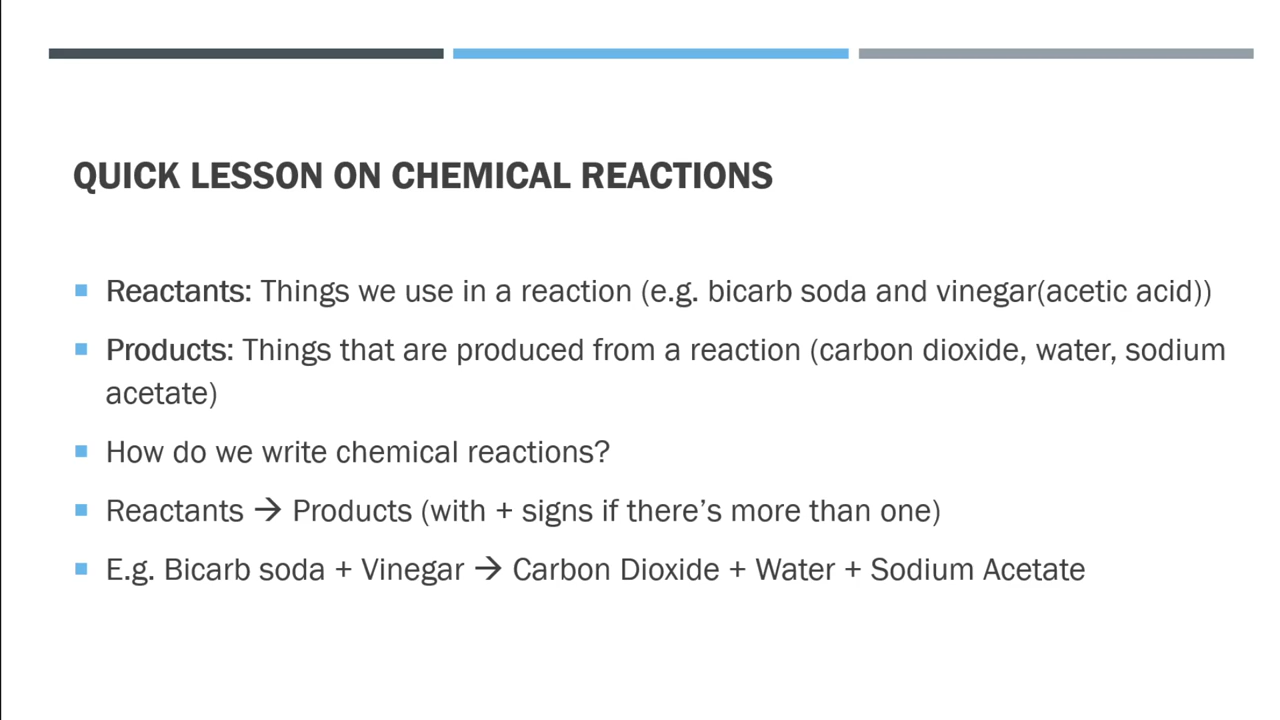 QUICK LESSON ON CHEMICAL REACTIONS
Reactants: Things we use in a reaction (e.g. bicarb soda and vinegar(acetic acid))
Products: Things that are produced from a reaction (carbon dioxide, water, sodium
acetate)
How do we write chemical reactions?
Reactants → Products (with + signs if there’s more than one)
E.g. Bicarb soda + Vinegar → Carbon Dioxide + Water + Sodium Acetate